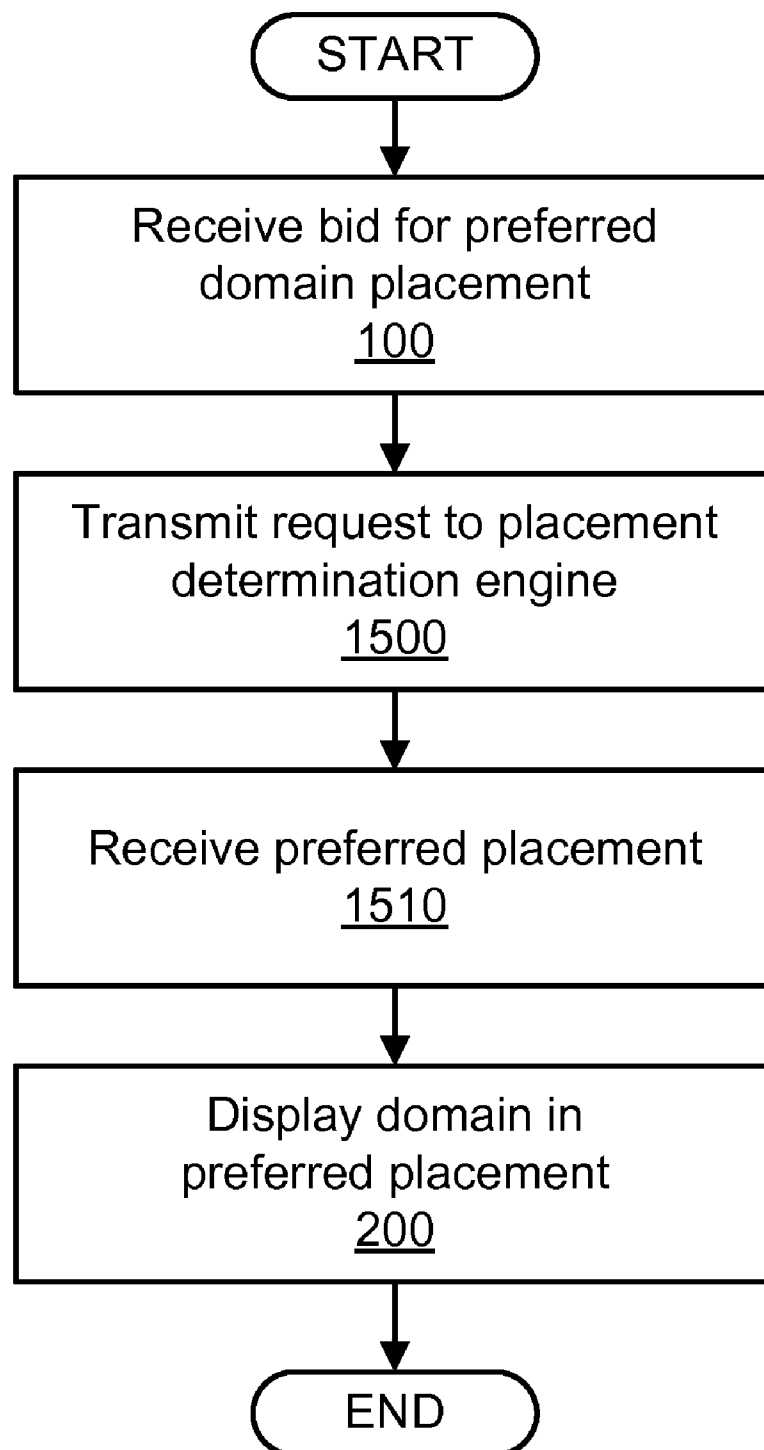 START
Receive bid for preferred
domain placement
100
Transmit request to placement
determination engine
1500
Receive preferred placement
1510
Display domain in
preferred placement
200
END